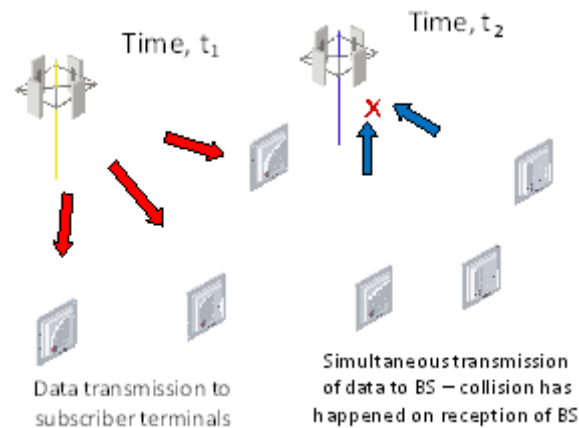 Time, t1
Time, t2
X
Data transmission to
subscriber terminals
Simultaneous transmission
of data to BS – collision has
happened on reception of BS